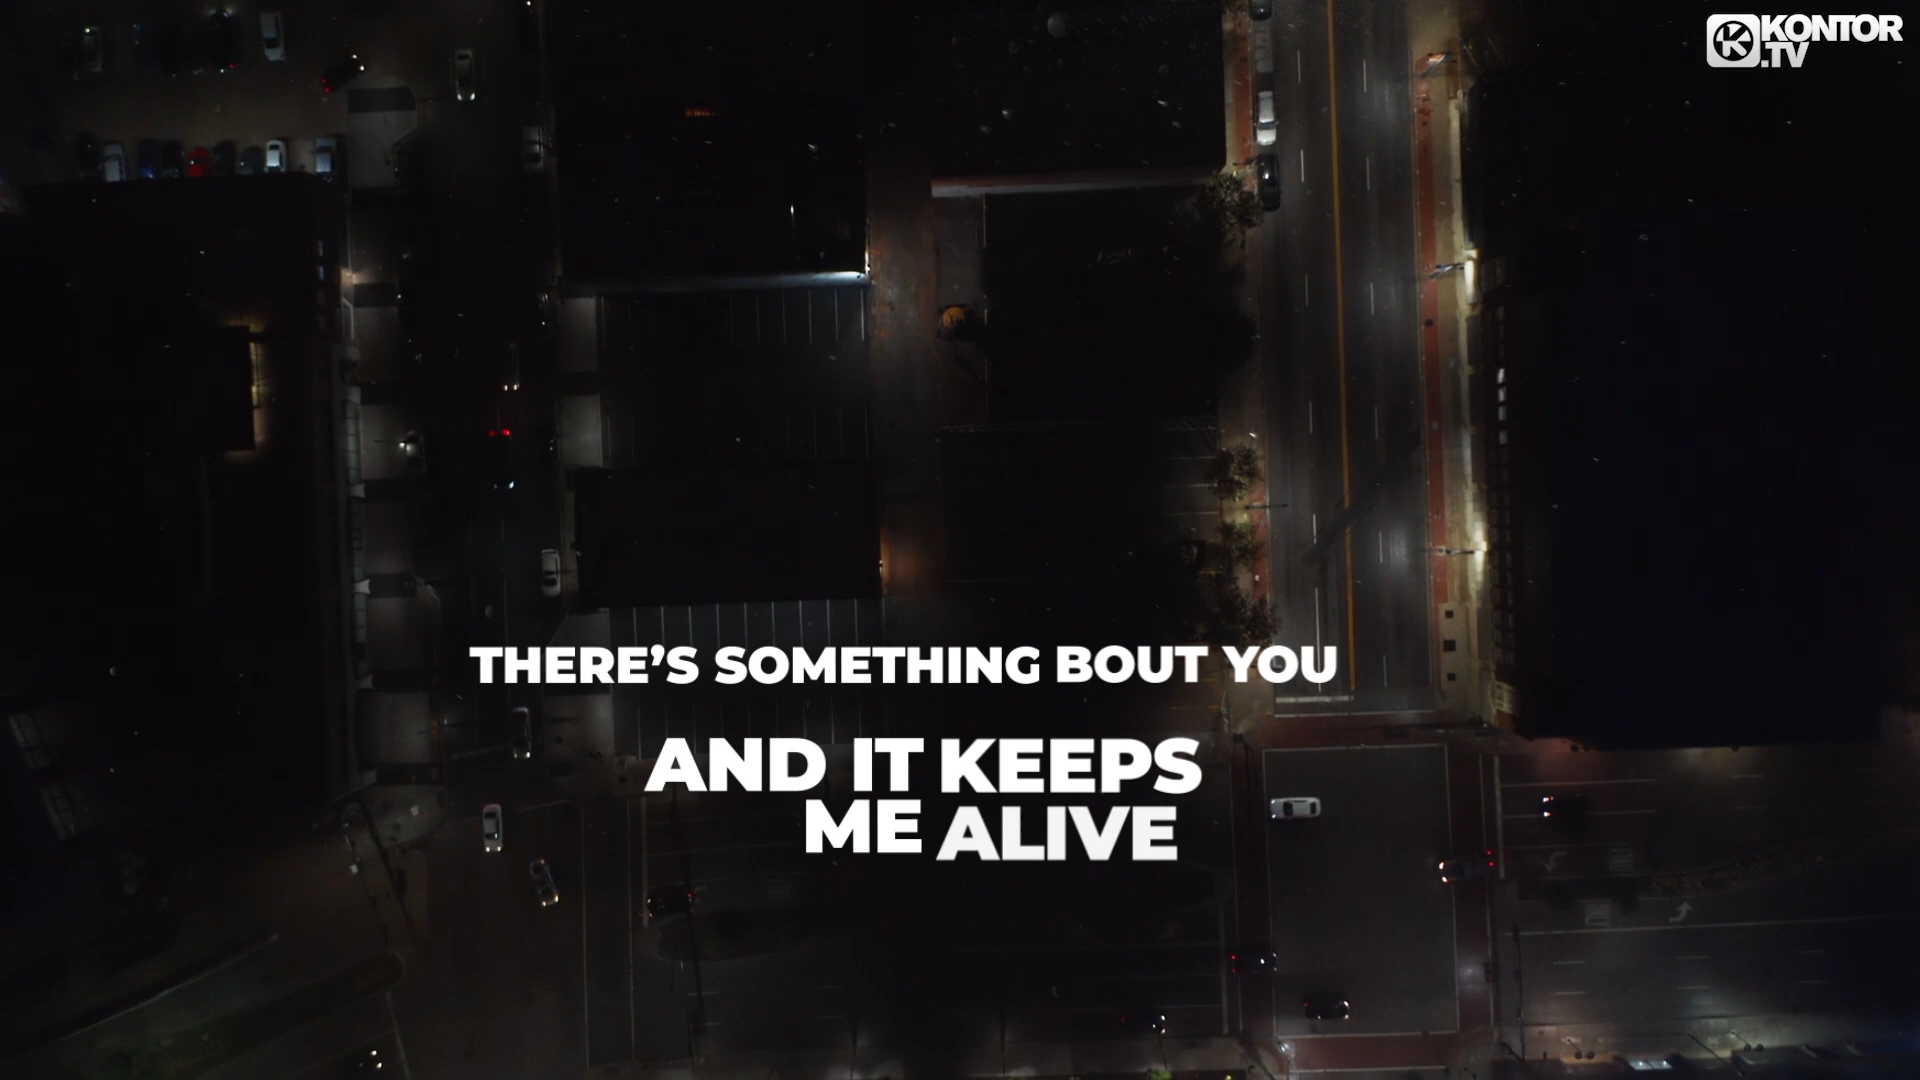 KONTOR
.TV
THERE’S SOMETHING BOUT YOU
AND IT KEEPS
ME ALIVE